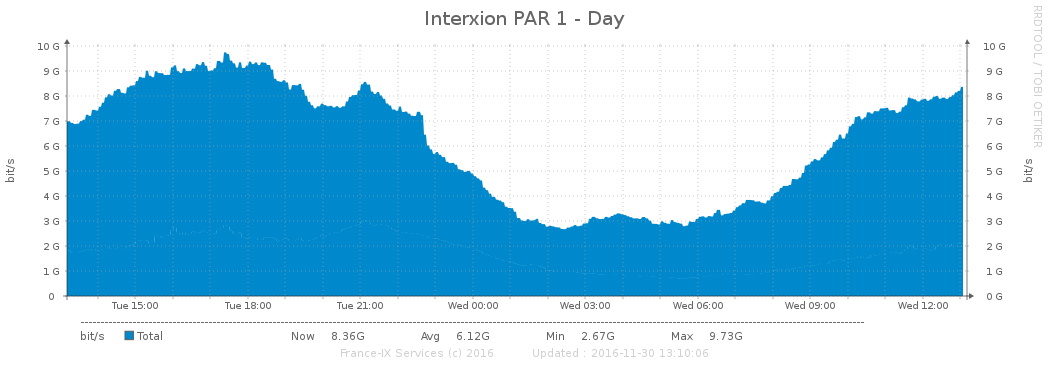 Interxion PAR 1 - Day
RRDTOOL / TOBI OETIKER
bit/s
bit/s
10 G 10 G
9 G 9 G
8 G 8 G
7 G 7 G
6 G 6 G
5 G 5 G
4 G 4 G
3 G 3 G
2 G 2 G
1 G 1 G
0 0 G
Tue 15:00 Tue 18:00 Tue 21:00 Wed 00:00 Wed 03:00 Wed 06:00 Wed 09:00 Wed 12:00
bit/s Total Now 8.36G Avg 6.12G Min 2.67G Max 9.73G
France-IX Services (c) 2016 Updated : 2016-11-30 13:10:06